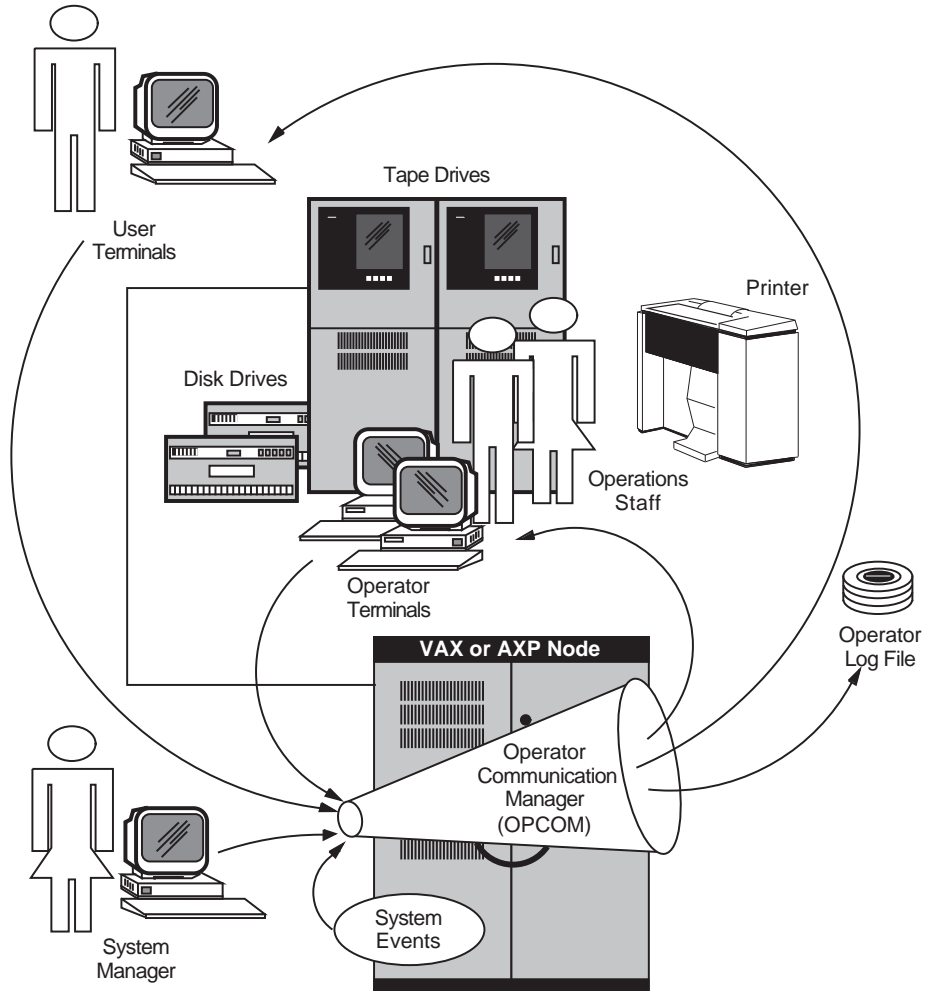 Tape Drives
User
Terminals
Printer
Disk Drives
Operations
Staff
Operator
Terminals
Operator
Log File
VAX or AXP Node
Operator
Communication
Manager
(OPCOM)
System
Events
System
Manager